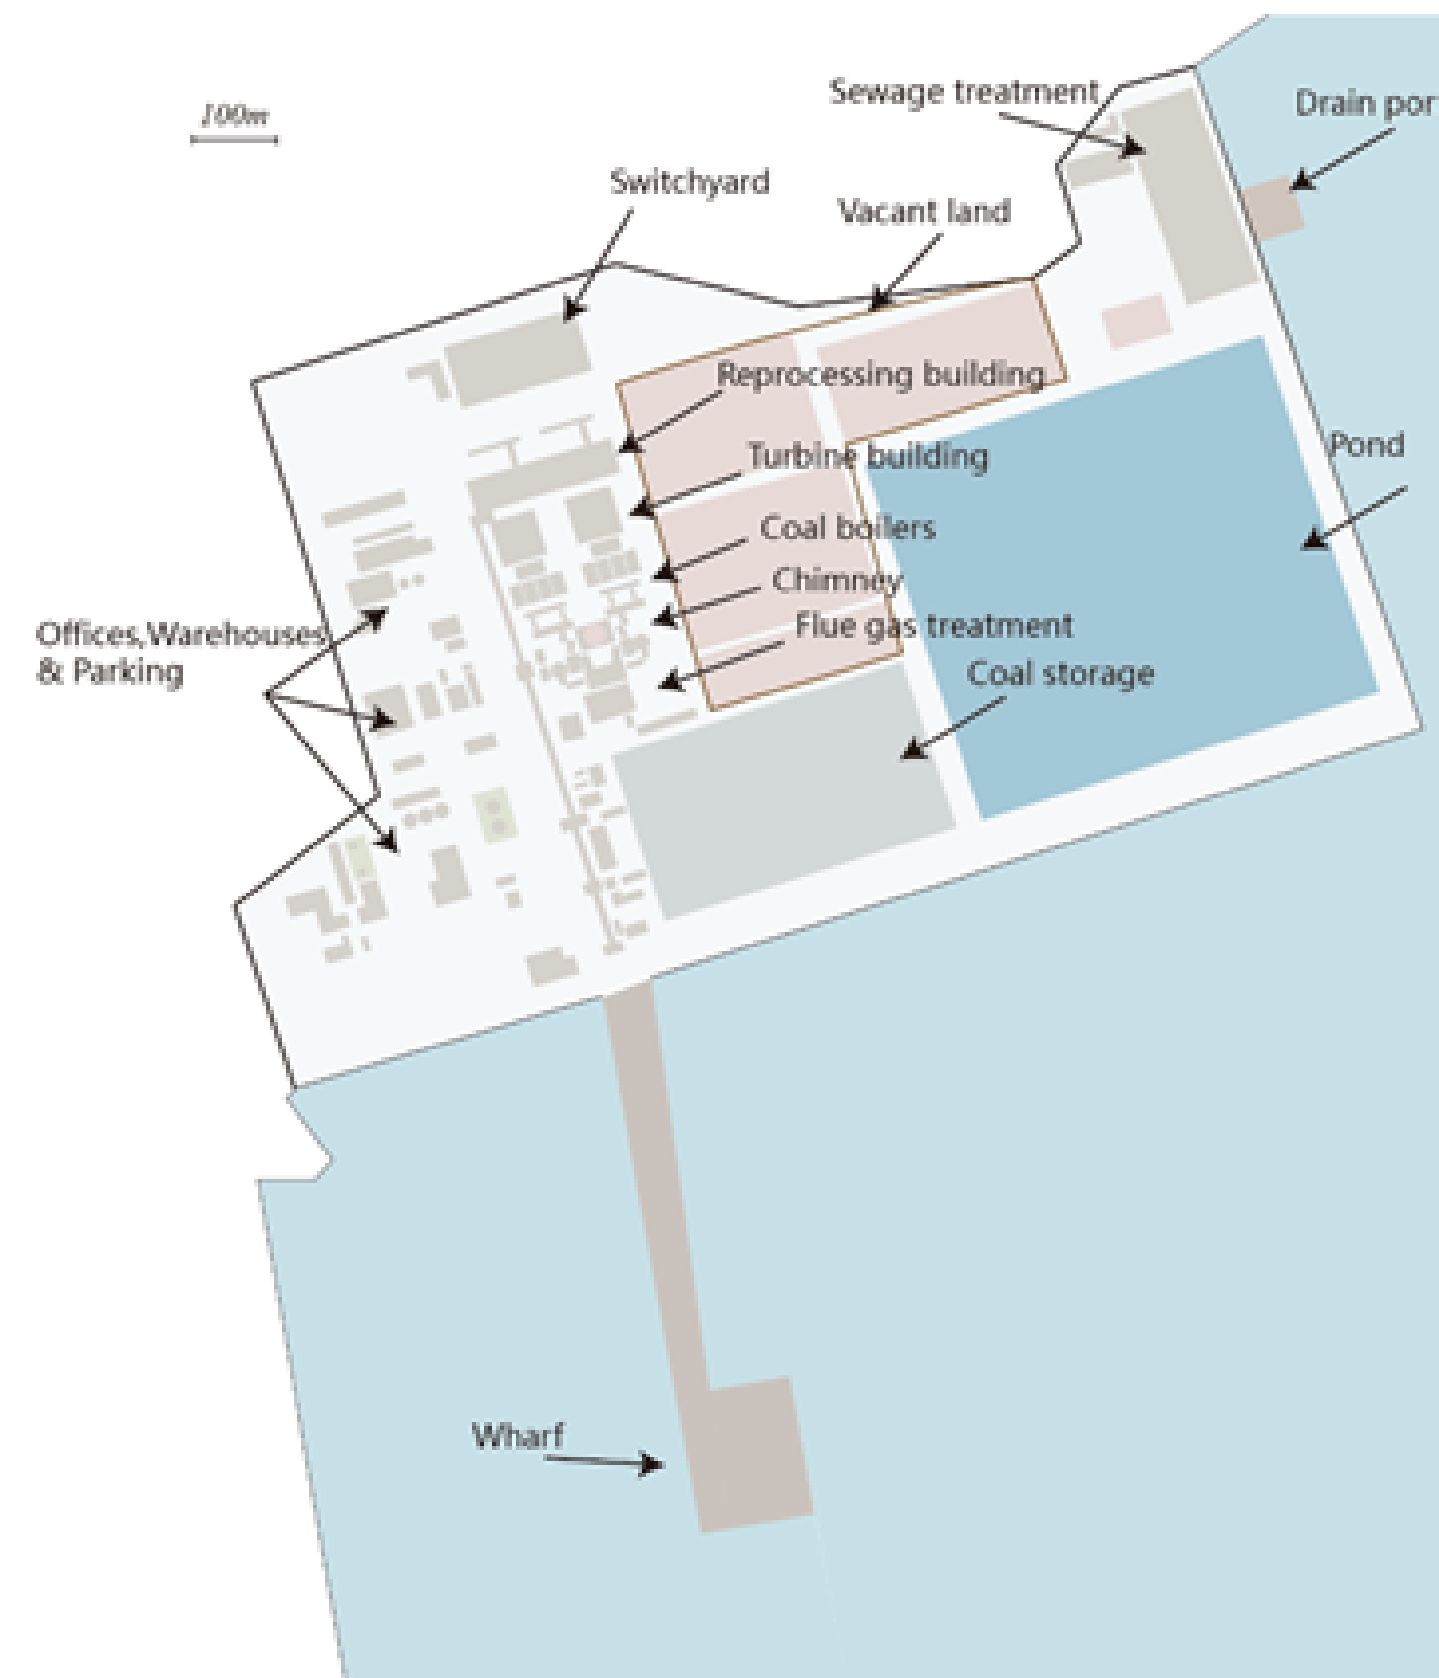 Sewage treatment
100m
Drain por
Switchyard
Vacant land
Reprocessing building
Pond
Turbine building
Coal boilers
Chimney
Offices,Warehouses
& Parking
Flue gas treatment
Coal storage
Wharf